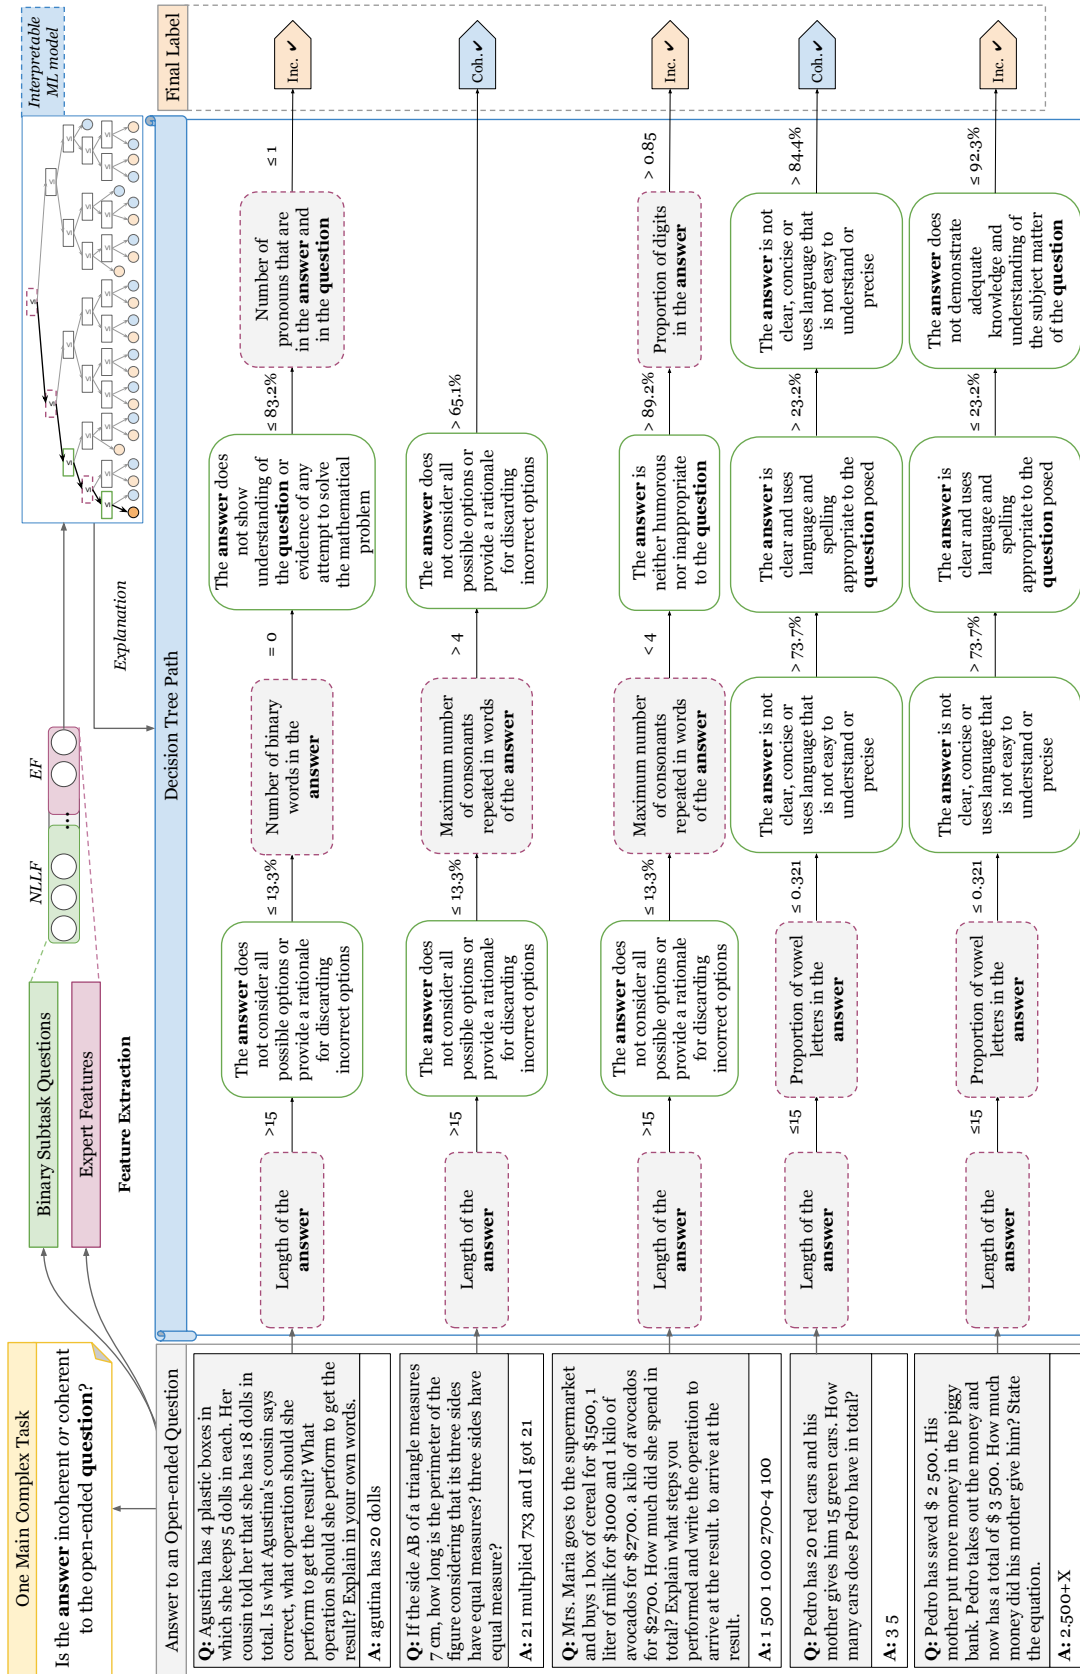 One Main Complex Task
Is the answer incoherent or coherent
to the open-ended question?
Binary Subtask Questions
Expert Features
Feature Extraction
NLLF
EF
...
Explanation
Interpretable
ML model
Answer to an Open-ended Question
Decision Tree Path
Final Label
Q: Agustina has 4 plastic boxes in
which she keeps 5 dolls in each. Her
cousin told her that she has 18 dolls in
total. Is what Agustina's cousin says
correct, what operation should she
perform to get the result? What
operation should she perform to get the
result? Explain in your own words.
A: agutina has 20 dolls
Length of the
answer
>15
The answer does
not consider all
possible options or
provide a rationale
for discarding
incorrect options
≤ 13.3%
Number of binary
words in the
answer
= 0
The answer does
not show
understanding of
the question or
evidence of any
attempt to solve
the mathematical
problem
≤ 83.2%
Number of
pronouns that are
in the answer and
in the question
≤ 1
Inc. ✔
Q: If the side AB of a triangle measures
7 cm, how long is the perimeter of the
figure considering that its three sides
have equal measures? three sides have
equal measure?
A: 21 multiplied 7x3 and I got 21
Length of the
answer
>15
The answer does
not consider all
possible options or
provide a rationale
for discarding
incorrect options
≤ 13.3%
Maximum number
of consonants
repeated in words
of the answer
> 4
The answer does
not consider all
possible options or
provide a rationale
for discarding
incorrect options
> 65.1%
Coh.✔
Q: Mrs. Maria goes to the supermarket
and buys 1 box of cereal for $1500, 1
liter of milk for $1000 and 1 kilo of
avocados for $2700. a kilo of avocados
for $2700. How much did she spend in
total? Explain what steps you
performed and write the operation to
arrive at the result. to arrive at the
result.
A: 1 500 1 000 2700-4 100
Length of the
answer
>15
The answer does
not consider all
possible options or
provide a rationale
for discarding
incorrect options
≤ 13.3%
Maximum number
of consonants
repeated in words
of the answer
< 4
The answer is
neither humorous
nor inappropriate
to the question
> 89.2%
Proportion of digits
in the answer
> 0.85
Inc. ✔
Q: Pedro has 20 red cars and his
mother gives him 15 green cars. How
many cars does Pedro have in total?
A: 3 5
Length of the
answer
≤15
Proportion of vowel
letters in the
answer
≤ 0.321
The answer is not
clear, concise or
uses language that
is not easy to
understand or
precise
> 73.7%
The answer is
clear and uses
language and
spelling
appropriate to the
question posed
> 23.2%
The answer is not
clear, concise or
uses language that
is not easy to
understand or
precise
> 84.4%
Coh.✔
Q: Pedro has saved $ 2 500. His
mother put more money in the piggy
bank. Pedro takes out the money and
now has a total of $ 3 500. How much
money did his mother give him? State
the equation.
A: 2.500+X
Length of the
answer
≤15
Proportion of vowel
letters in the
answer
≤ 0.321
The answer is not
clear, concise or
uses language that
is not easy to
understand or
precise
> 73.7%
The answer is
clear and uses
language and
spelling
appropriate to the
question posed
≤ 23.2%
The answer does
not demonstrate
adequate
knowledge and
understanding of
the subject matter
of the question
≤ 92.3%
Inc. ✔